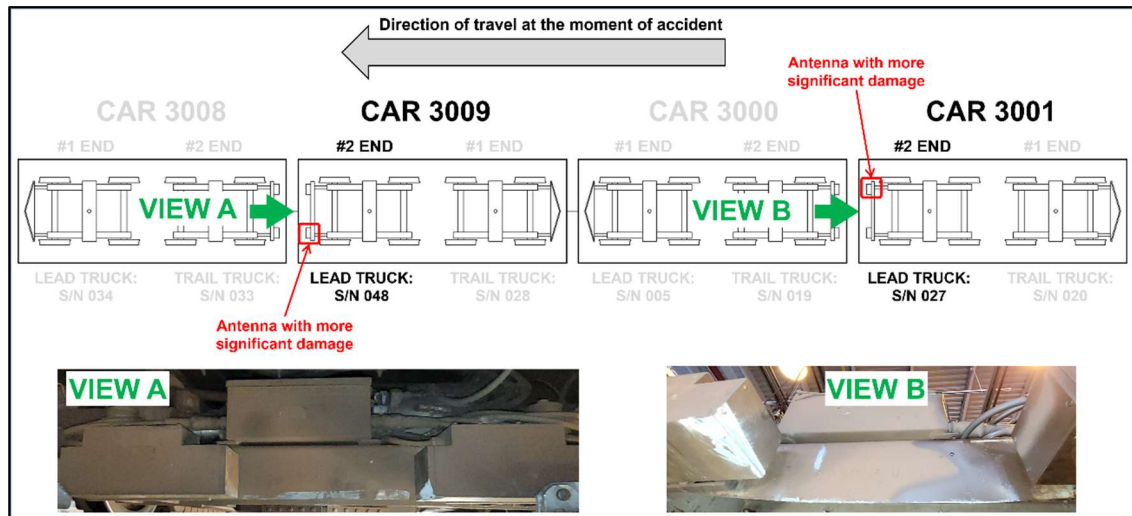 Direction of travel at the moment of accident
Antenna with more
significant damage
CAR 3008
CAR 3009
CAR 3000
CAR 3001
#1 END
#2 END
#2 END
#1 END
#1 END
#2 END
#2 END
#1 END
VIEW A
VIEW B
LEAD TRUCK:
S/N 034
TRAIL TRUCK:
S/N 033
LEAD TRUCK:
S/N 048
TRAIL TRUCK:
S/N 028
LEAD TRUCK:
S/N 005
TRAIL TRUCK:
S/N 019
LEAD TRUCK:
S/N 027
TRAIL TRUCK:
S/N 020
Antenna with more
significant damage
VIEW A
VIEW B